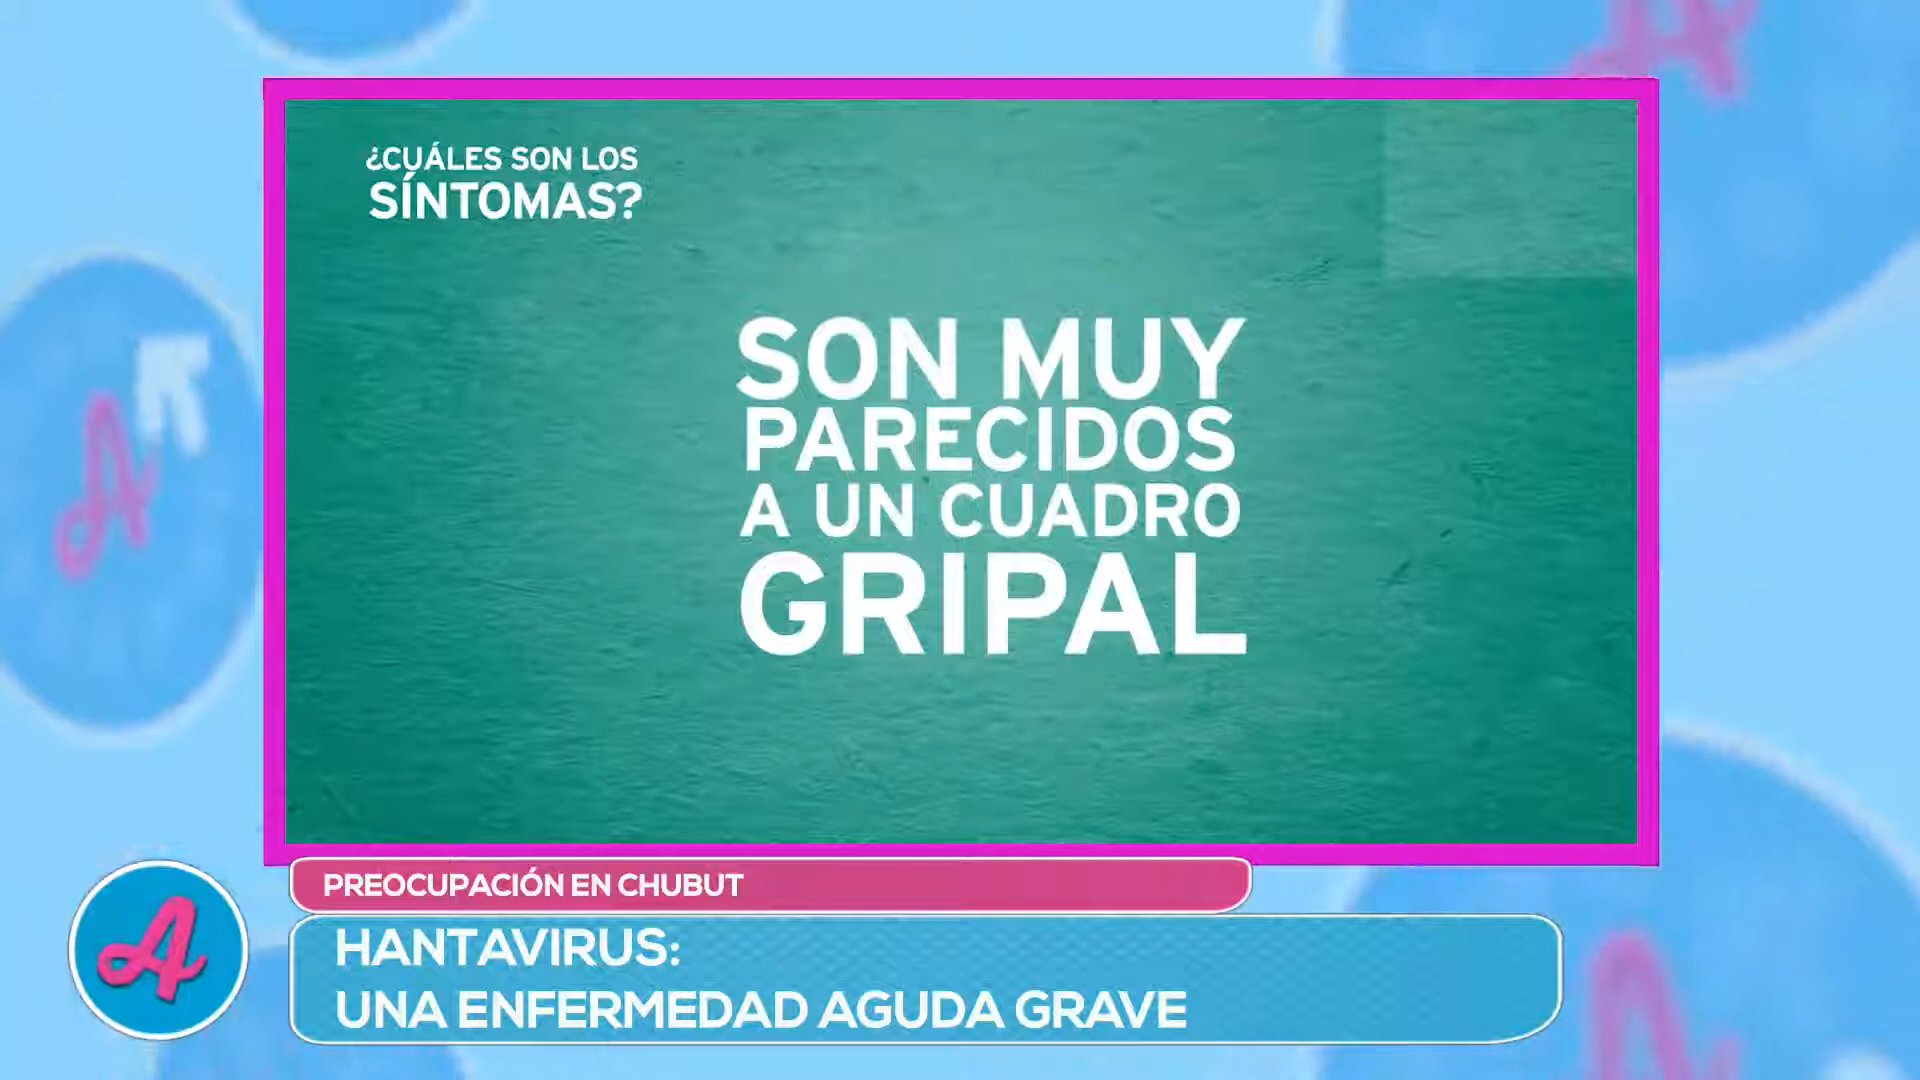 ¿CUÁLES SON LOS
SÍNTOMAS?
SON MUY
PARECIDOS
A UN CUADRO
GRIPAL
PREOCUPACIÓN EN CHUBUT
A
HANTAVIRUS:
UNA ENFERMEDAD AGUDA GRAVE